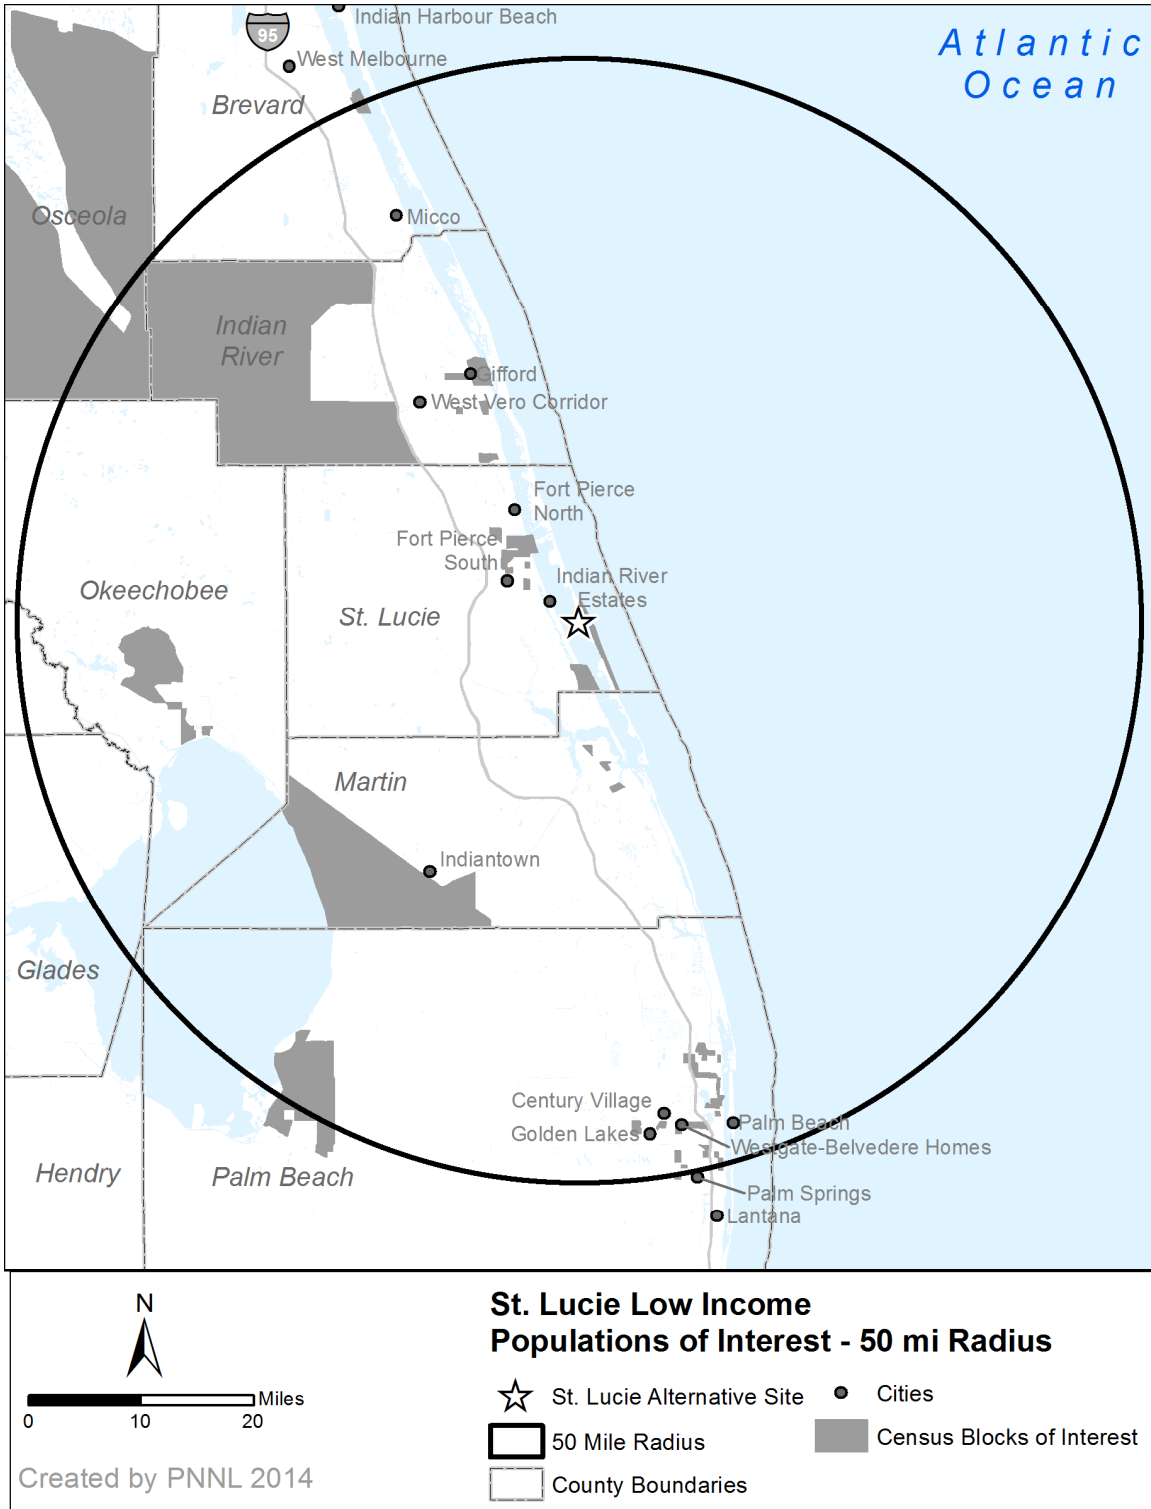 Indian Harbour Beach
Atlantic
Ocean
95
West Melbourne
Brevard
Osceola
Micco
Indian
River
Gifford
West Vero Corridor
Fort Pierce
North
Fort Pierce
South
Indian River
Estates
Okeechobee
St. Lucie
Martin
Indiantown
Glades
Century Village
Palm Beach
Golden Lakes
Westgate-Belvedere Homes
Hendry
Palm Beach
Palm Springs
Lantana
N
Miles
0 10 20
Created by PNNL 2014
St. Lucie Low Income
Populations of Interest - 50 mi Radius
St. Lucie Alternative Site
Cities
50 Mile Radius
Census Blocks of Interest
County Boundaries